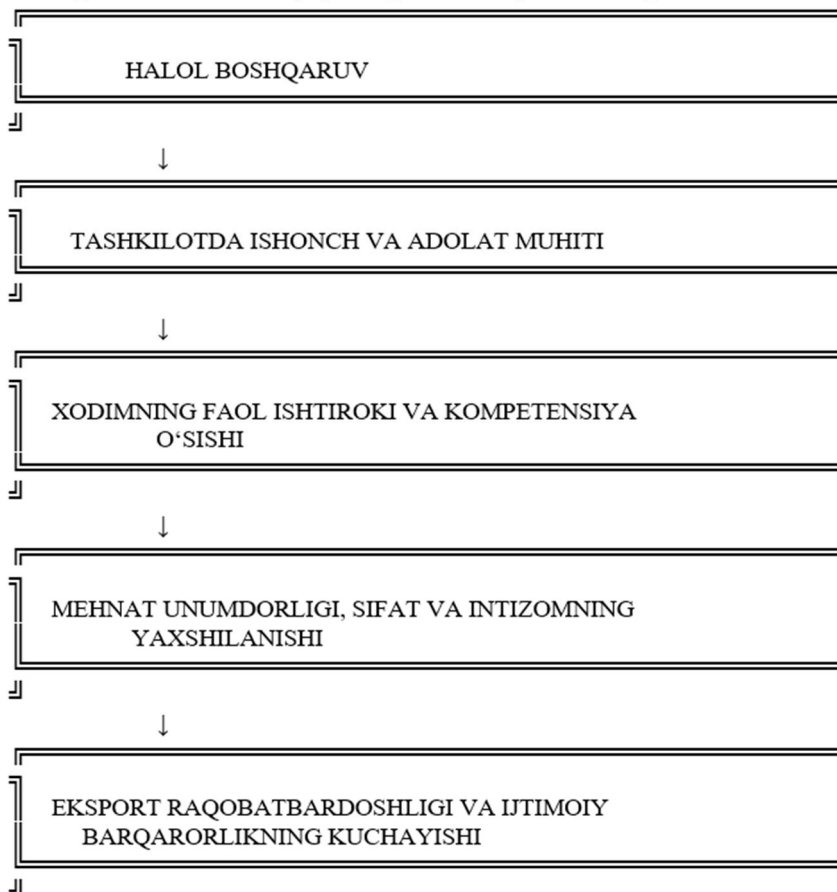 HALOL BOSHQARUV
↓
TASHKILOTDA ISHONCH VA ADOLAT MUHITI
↓
XODIMNING FAOL ISHTIROKI VA KOMPETENSIYA
O‘SISHI
↓
MEHNAT UNUMDORLIGI, SIFAT VA INTIZOMNING
YAXSHILANISHI
↓
EKSPORT RAQOBATBARDOSHLIGI VA IJTIMOIY
BARQARORLIKNING KUCHAYISHI